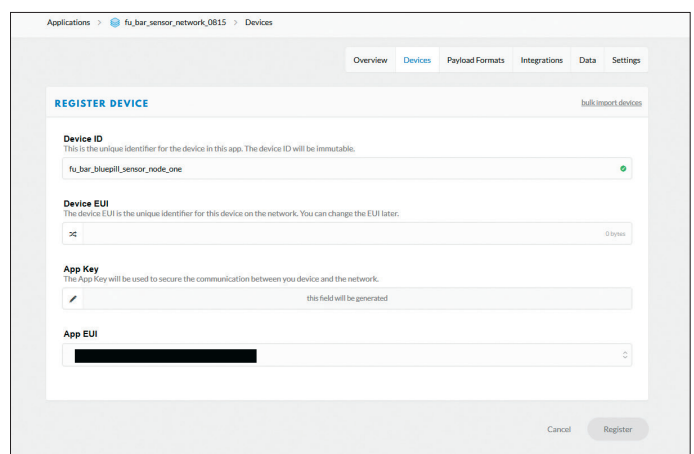 Applications > fu_bar_sensor_network_0815 > Devices
Overview Devices Payload Formats Integrations Data Settings
REGISTER DEVICE bulk import devices
Device ID
This is the unique identifier for the device in this app. The device ID will be immutable.
fu_bar_bluepill_sensor_node_one
Device EUI
The device EUI is the unique identifier for this device on the network. You can change the EUI later.
0 bytes
App Key
The App Key will be used to secure the communication between you device and the network.
this field will be generated
App EUI
Cancel Register